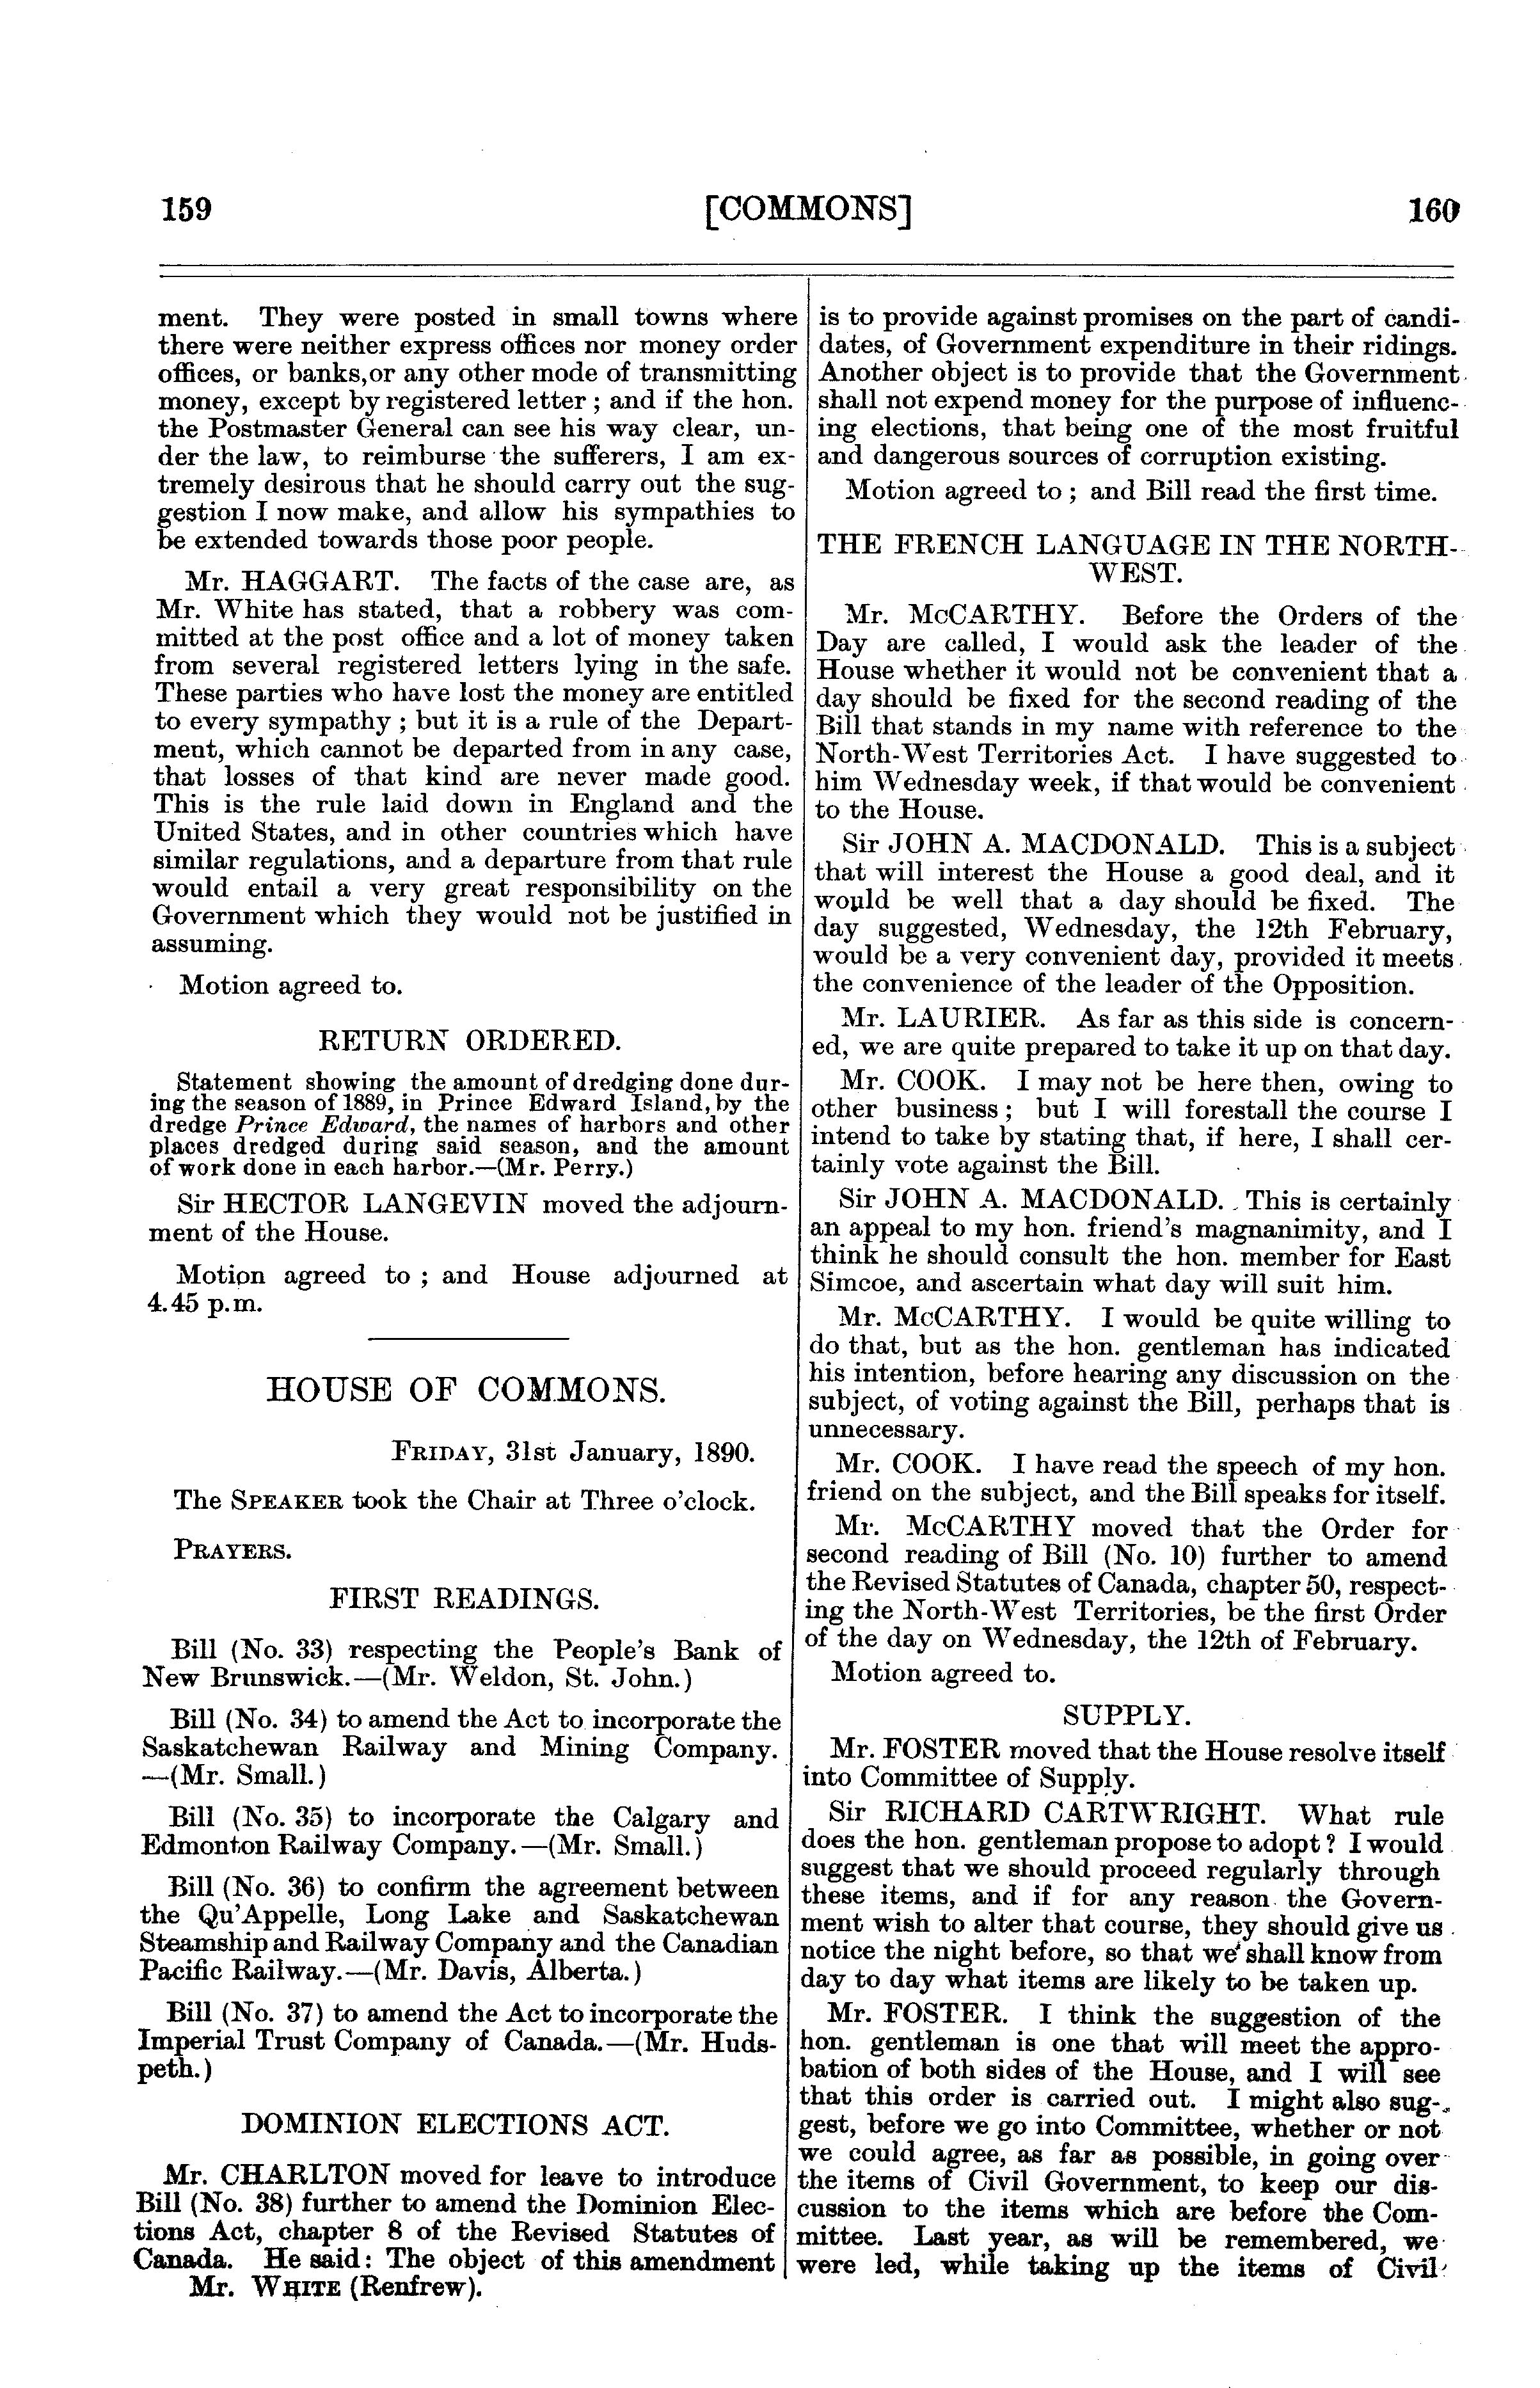 159 [COMMONS] 160
ment. They were posted in small towns where
there were neither express offices nor money order
offices, or banks, or any other mode of transmitting
money, except by registered letter ; and if the hon.
the Postmaster General can see his way clear, un-
der the law, to reimburse the sufferers, I am ex-
tremely desirous that he should carry out the sug-
gestion I now make, and allow his sympathies to
be extended towards those poor people.
Mr. HAGGART. The facts of the case are, as
Mr. White has stated, that a robbery was com-
mitted at the post office and a lot of money taken
from several registered letters lying in the safe.
These parties who have lost the money are entitled
to every sympathy ; but it is a rule of the Depart-
ment, which cannot be departed from in any case,
that losses of that kind are never made good.
This is the rule laid down in England and the
United States, and in other countries which have
similar regulations, and a departure from that rule
would entail a very great responsibility on the
Government which they would not be justified in
assuming.
Motion agreed to.
RETURN ORDERED.
Statement showing the amount of dredging done dur-
ing the season of 1889, in Prince Edward Island, by the
dredge Prince Edward, the names of harbors and other
places dredged during said season, and the amount
of work done in each harbor.—(Mr. Perry.)
Sir HECTOR LANGEVIN moved the adjourn-
ment of the House.
Motion agreed to ; and House adjourned at
4.45 p.m.
HOUSE OF COMMONS.
FRIDAY, 31st January, 1890.
The SPEAKER took the Chair at Three o'clock.
PRAYERS.
FIRST READINGS.
Bill (No. 33) respecting the People's Bank of
New Brunswick.—(Mr. Weldon, St. John.)
Bill (No. 34) to amend the Act to incorporate the
Saskatchewan Railway and Mining Company.
—(Mr. Small.)
Bill (No. 35) to incorporate the Calgary and
Edmonton Railway Company.—(Mr. Small.)
Bill (No. 36) to confirm the agreement between
the Qu'Appelle, Long Lake and Saskatchewan
Steamship and Railway Company and the Canadian
Pacific Railway.—(Mr. Davis, Alberta.)
Bill (No. 37) to amend the Act to incorporate the
Imperial Trust Company of Canada.—(Mr. Huds-
peth.)
DOMINION ELECTIONS ACT.
Mr. CHARLTON moved for leave to introduce
Bill (No. 38) further to amend the Dominion Elec-
tions Act, chapter 8 of the Revised Statutes of
Canada. He said: The object of this amendment
Mr. WHITE (Renfrew).
is to provide against promises on the part of candi-
dates, of Government expenditure in their ridings.
Another object is to provide that the Government
shall not expend money for the purpose of influenc-
ing elections, that being one of the most fruitful
and dangerous sources of corruption existing.
Motion agreed to ; and Bill read the first time.
THE FRENCH LANGUAGE IN THE NORTH-
WEST.
Mr. McCARTHY. Before the Orders of the
Day are called, I would ask the leader of the
House whether it would not be convenient that a
day should be fixed for the second reading of the
Bill that stands in my name with reference to the
North-West Territories Act. I have suggested to
him Wednesday week, if that would be convenient
to the House.
Sir JOHN A. MACDONALD. This is a subject
that will interest the House a good deal, and it
would be well that a day should be fixed. The
day suggested, Wednesday, the 12th February,
would be a very convenient day, provided it meets
the convenience of the leader of the Opposition.
Mr. LAURIER. As far as this side is concern-
ed, we are quite prepared to take it up on that day.
Mr. COOK. I may not be here then, owing to
other business ; but I will forestall the course I
intend to take by stating that, if here, I shall cer-
tainly vote against the Bill.
Sir JOHN A. MACDONALD. This is certainly
an appeal to my hon. friend's magnanimity, and I
think he should consult the hon. member for East
Simcoe, and ascertain what day will suit him.
Mr. McCARTHY. I would be quite willing to
do that, but as the hon. gentleman has indicated
his intention, before hearing any discussion on the
subject, of voting against the Bill, perhaps that is
unnecessary.
Mr. COOK. I have read the speech of my hon.
friend on the subject, and the Bill speaks for itself.
Mr. McCARTHY moved that the Order for
second reading of Bill (No. 10) further to amend
the Revised Statutes of Canada, chapter 50, respect-
ing the North-West Territories, be the first Order
of the day on Wednesday, the 12th of February.
Motion agreed to.
SUPPLY.
Mr. FOSTER moved that the House resolve itself
into Committee of Supply.
Sir RICHARD CARTWRIGHT. What rule
does the hon. gentleman propose to adopt ? I would
suggest that we should proceed regularly through
these items, and if for any reason the Govern-
ment wish to alter that course, they should give us
notice the night before, so that we shall know from
day to day what items are likely to be taken up.
Mr. FOSTER. I think the suggestion of the
hon. gentleman is one that will meet the appro-
bation of both sides of the House, and I will see
that this order is carried out. I might also sug-
gest, before we go into Committee, whether or not
we could agree, as far as possible, in going over
the items of Civil Government, to keep our dis-
cussion to the items which are before the Com-
mittee. Last year, as will be remembered, we
were led, while taking up the items of Civil